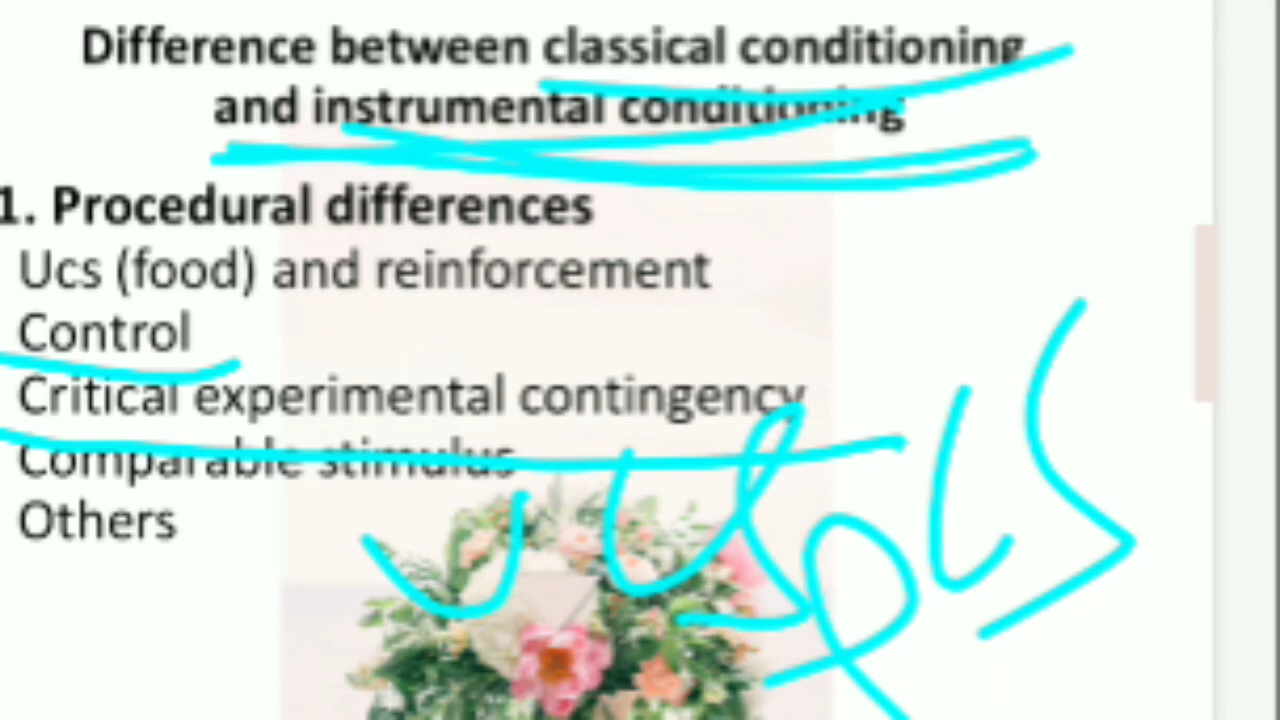 Difference between classical conditioning
and instrumental conditioning
1. Procedural differences
Ucs (food) and reinforcement
Control
Critical experimental contingency
Comparable stimulus
Others